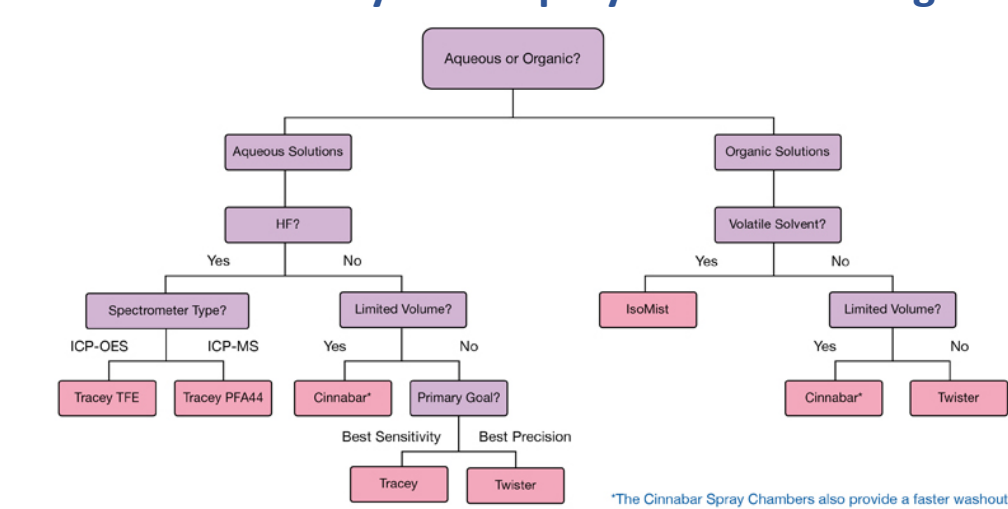 Aqueous or Organic?
Aqueous Solutions
Organic Solutions
HF?
Volatile Solvent?
Yes
No
Yes
No
Spectrometer Type?
Limited Volume?
IsoMist
Limited Volume?
ICP-OES
ICP-MS
Yes
No
Yes
No
Tracey TFE
Tracey PFA44
Cinnabar*
Primary Goal?
Cinnabar*
Twister
Best Sensitivity
Best Precision
Tracey
Twister
*The Cinnabar Spray Chambers also provide a faster washout